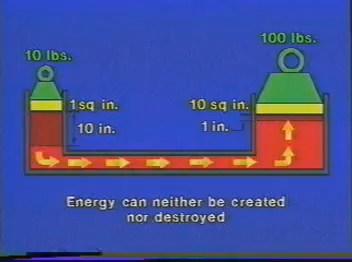 10 lbs.
100 lbs.
1 sq in.
10 sq in.
10 in.
1 in.
Energy can neither be created
nor destroyed